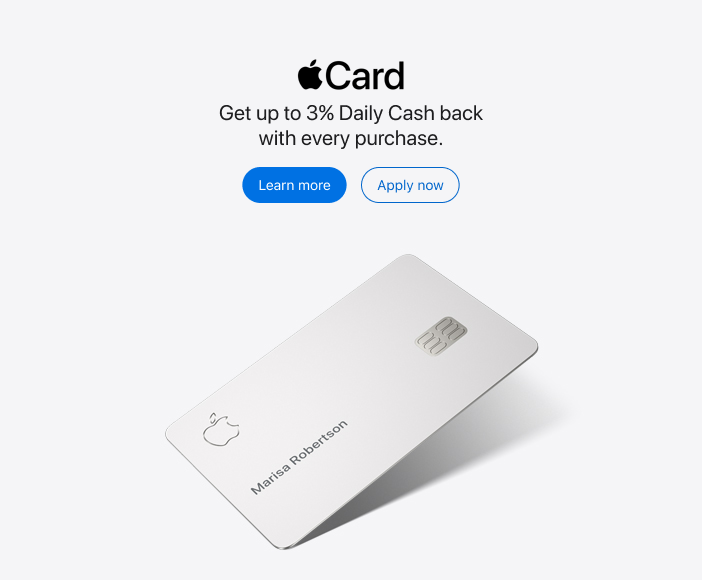 Card
Get up to 3% Daily Cash back
with every purchase.
Learn more
Apply now
Marisa Robertson